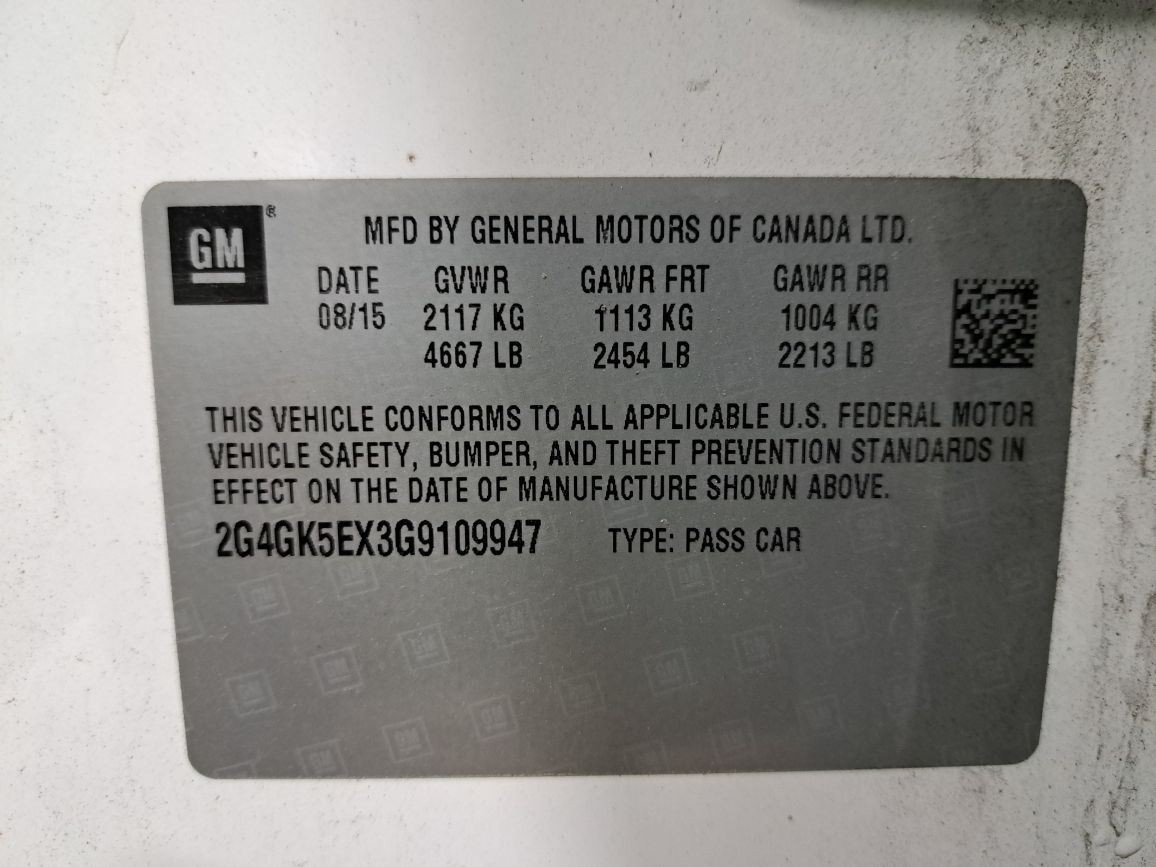 GM®
MFD BY GENERAL MOTORS OF CANADA LTD.
DATE GVWR GAWR FRT GAWR RR
08/15 2117 KG 1113 KG 1004 KG
4667 LB 2454 LB 2213 LB
THIS VEHICLE CONFORMS TO ALL APPLICABLE U.S. FEDERAL MOTOR
VEHICLE SAFETY, BUMPER, AND THEFT PREVENTION STANDARDS IN
EFFECT ON THE DATE OF MANUFACTURE SHOWN ABOVE.
2G4GK5EX3G9109947 TYPE: PASS CAR